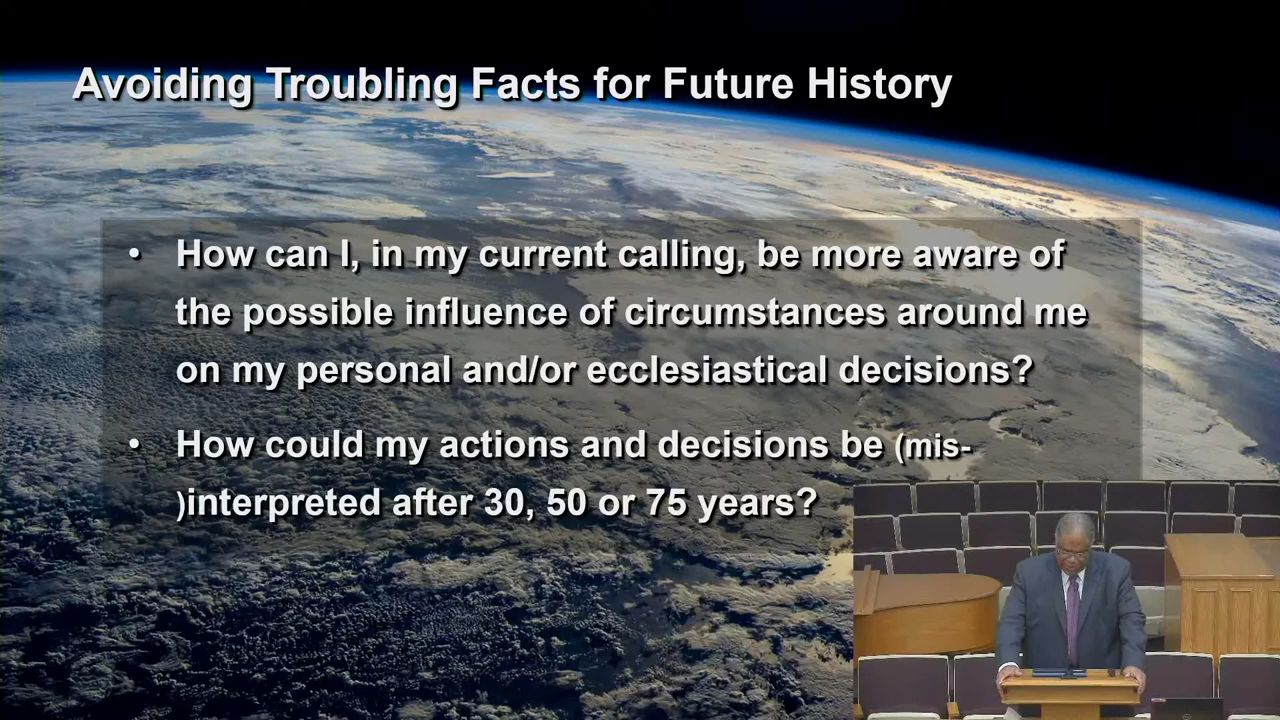 Avoiding Troubling Facts for Future History
• How can I, in my current calling, be more aware of
the possible influence of circumstances around me
on my personal and/or ecclesiastical decisions?
• How could my actions and decisions be (mis-
)interpreted after 30, 50 or 75 years?